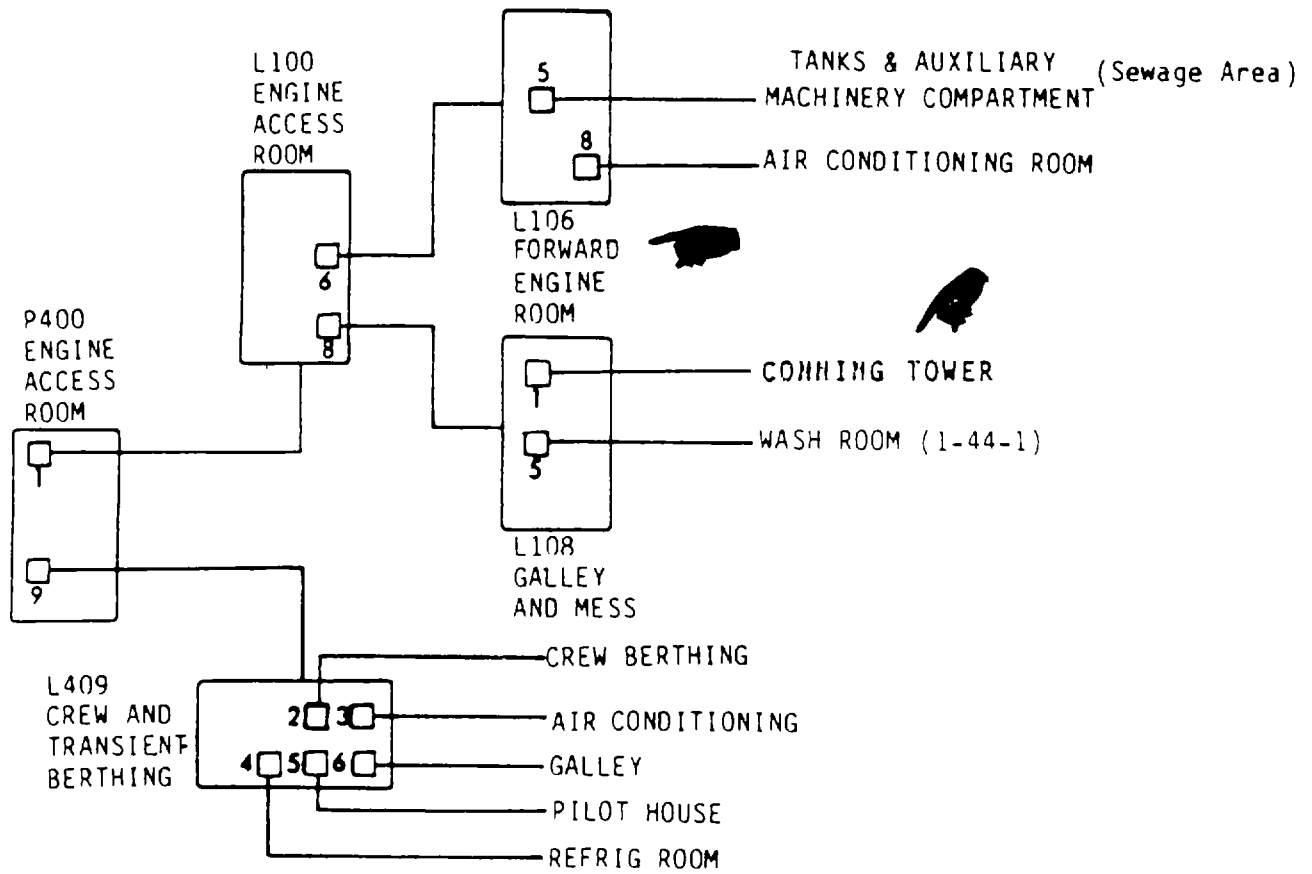 L100
ENGINE
ACCESS
ROOM
6
8
5
8
TANKS & AUXILIARY (Sewage Area)
MACHINERY COMPARTMENT
AIR CONDITIONING ROOM
L106
FORWARD
ENGINE
ROOM
P400
ENGINE
ACCESS
ROOM
1
9
1
5
CONNING TOWER
WASH ROOM (1-44-1)
L108
GALLEY
AND MESS
L409
CREW AND
TRANSIENT
BERTHING
2 3
4 5 6
CREW BERTHING
AIR CONDITIONING
GALLEY
PILOT HOUSE
REFRIG ROOM